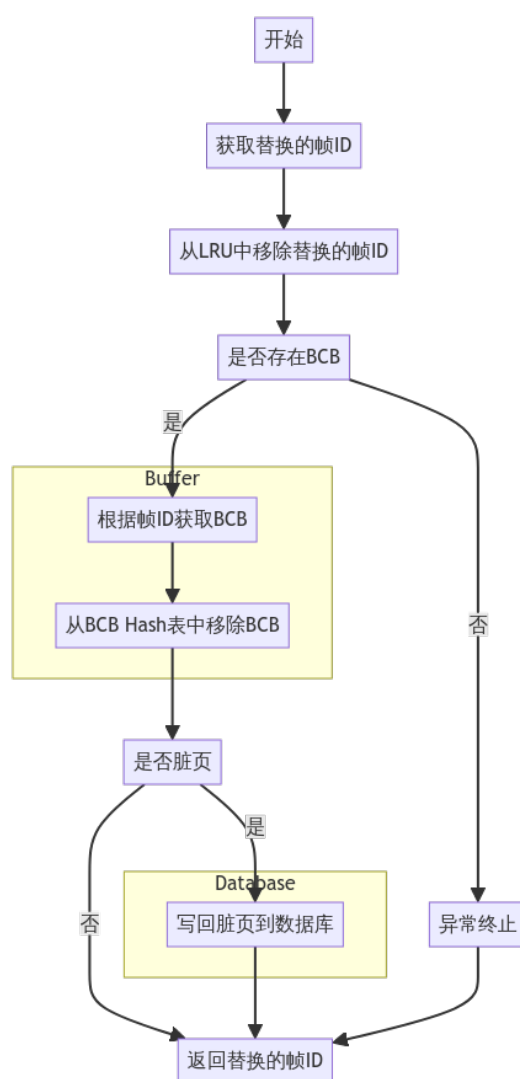 开始
获取替换的帧ID
从LRU中移除替换的帧ID
是否存在BCB
是
Buffer
根据帧ID获取BCB
从BCB Hash表中移除BCB
否
是否脏页
是
Database
否
写回脏页到数据库
异常终止
返回替换的帧ID